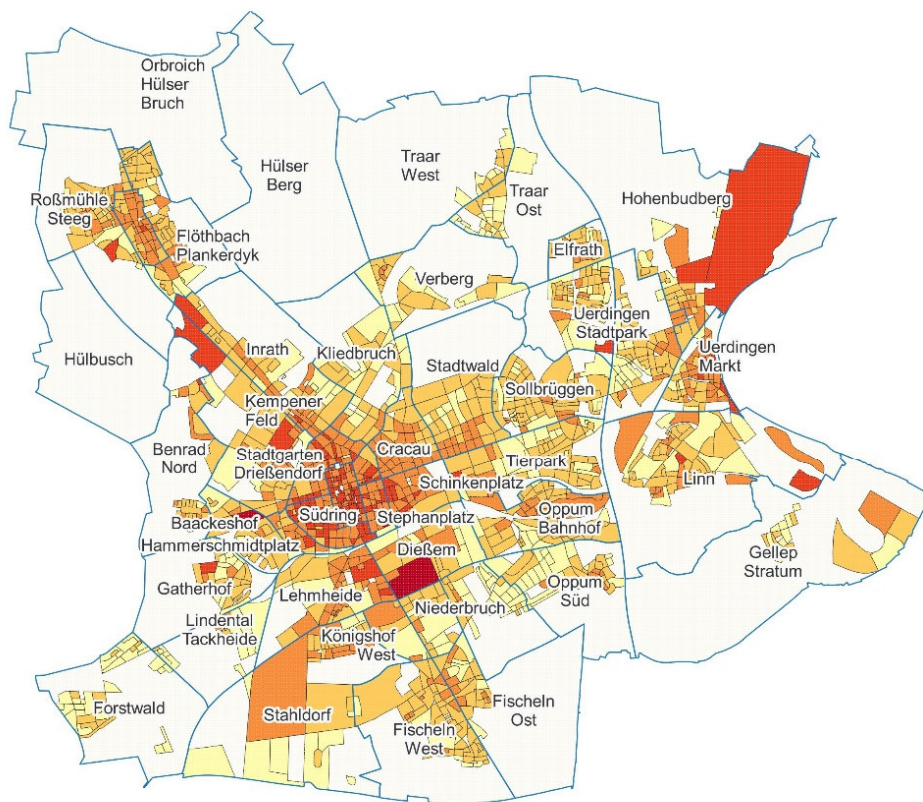 Orbroich
Hülser
Bruch
Hülser
Berg
Traar
West
Traar
Ost
Hohenbudberg
Roßmühle
Steeg
Flöthbach
Plankerdyk
Elfrath
Verberg
Uerdingen
Stadtpark
Hülbusch
Inrath
Kliedbruch
Stadtwald
Uerdingen
Markt
Sollbrüggen
Kempener
Feld
Benrad
Nord
Stadtgarten
Drießendorf
Cracau
Tierpark
Schinkenplatz
Linn
Baackeshof
Südring
Stephanplatz
Oppum
Bahnhof
Hammerschmidtplatz
Dießem
Gellep
Stratum
Gatherhof
Lehmheide
Oppum
Süd
Niederbruch
Lindental
Tackheide
Königshof
West
Forstwald
Stahldorf
Fischeln
Ost
Fischeln
West